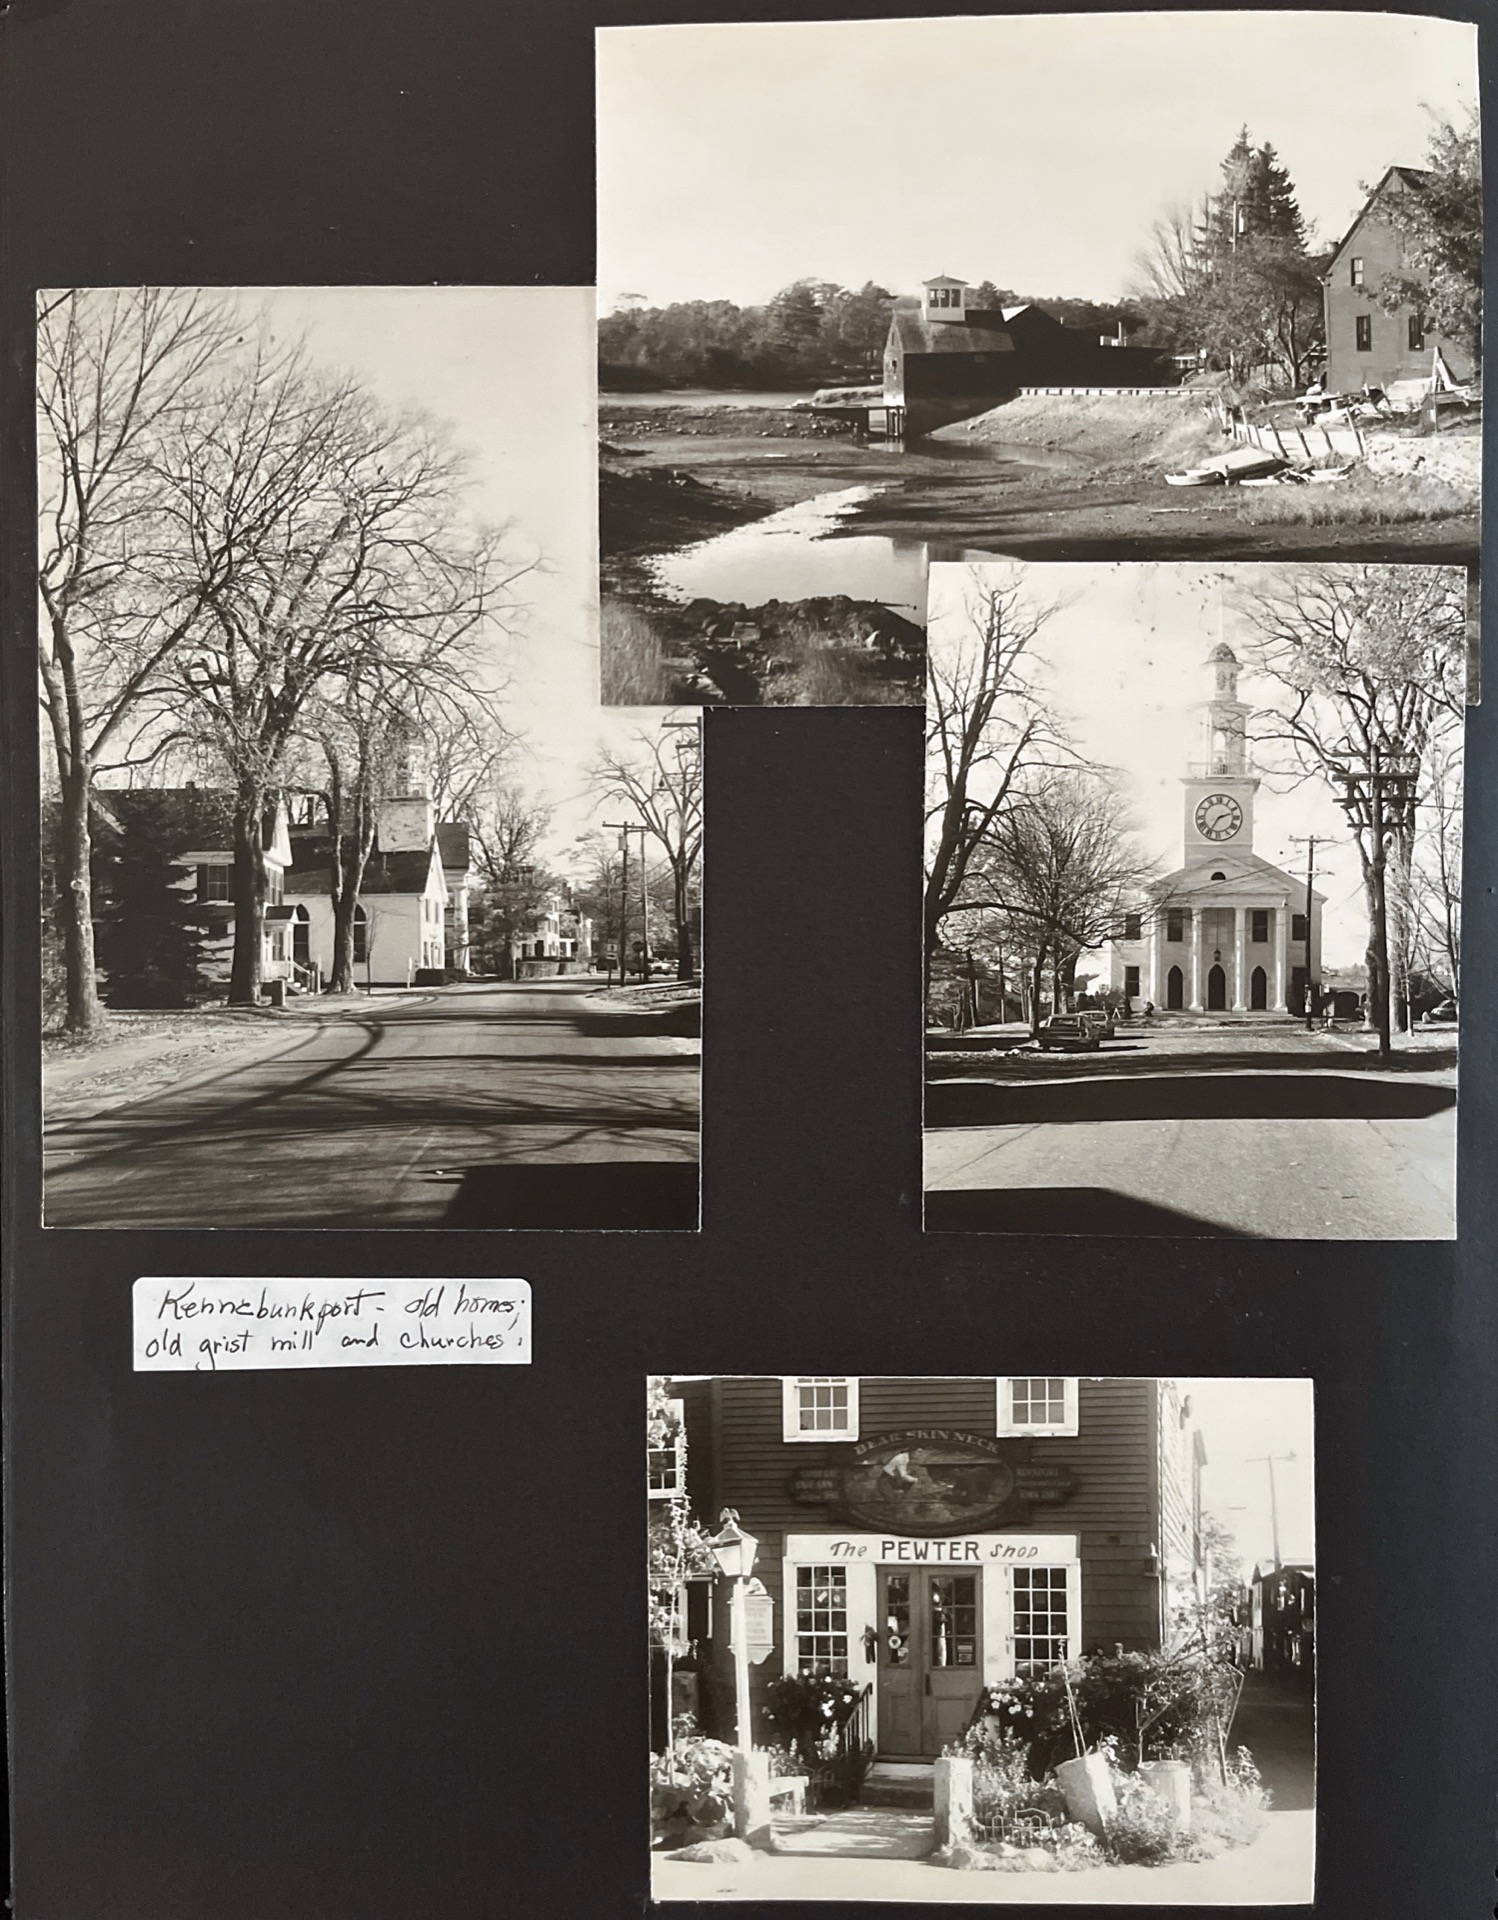 Kennebunkport - old homes;
old grist mill and churches.
BEAR SKIN NECK
The PEWTER Shop